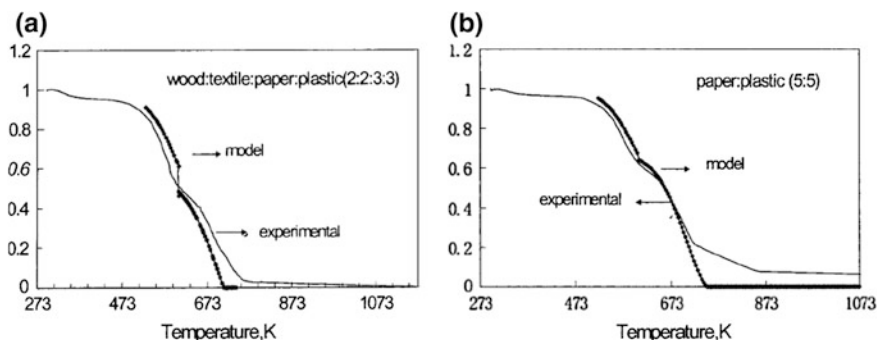 (a)
1.2
1
0.8
0.6
0.4
0.2
0
wood:textile:paper:plastic(2:2:3:3)
model
experimental
273 473 673 873 1073
Temperature,K
(b)
1.2
1
0.8
0.6
0.4
0.2
0
paper:plastic (5:5)
model
experimental
273 473 673 873 1073
Temperature,K